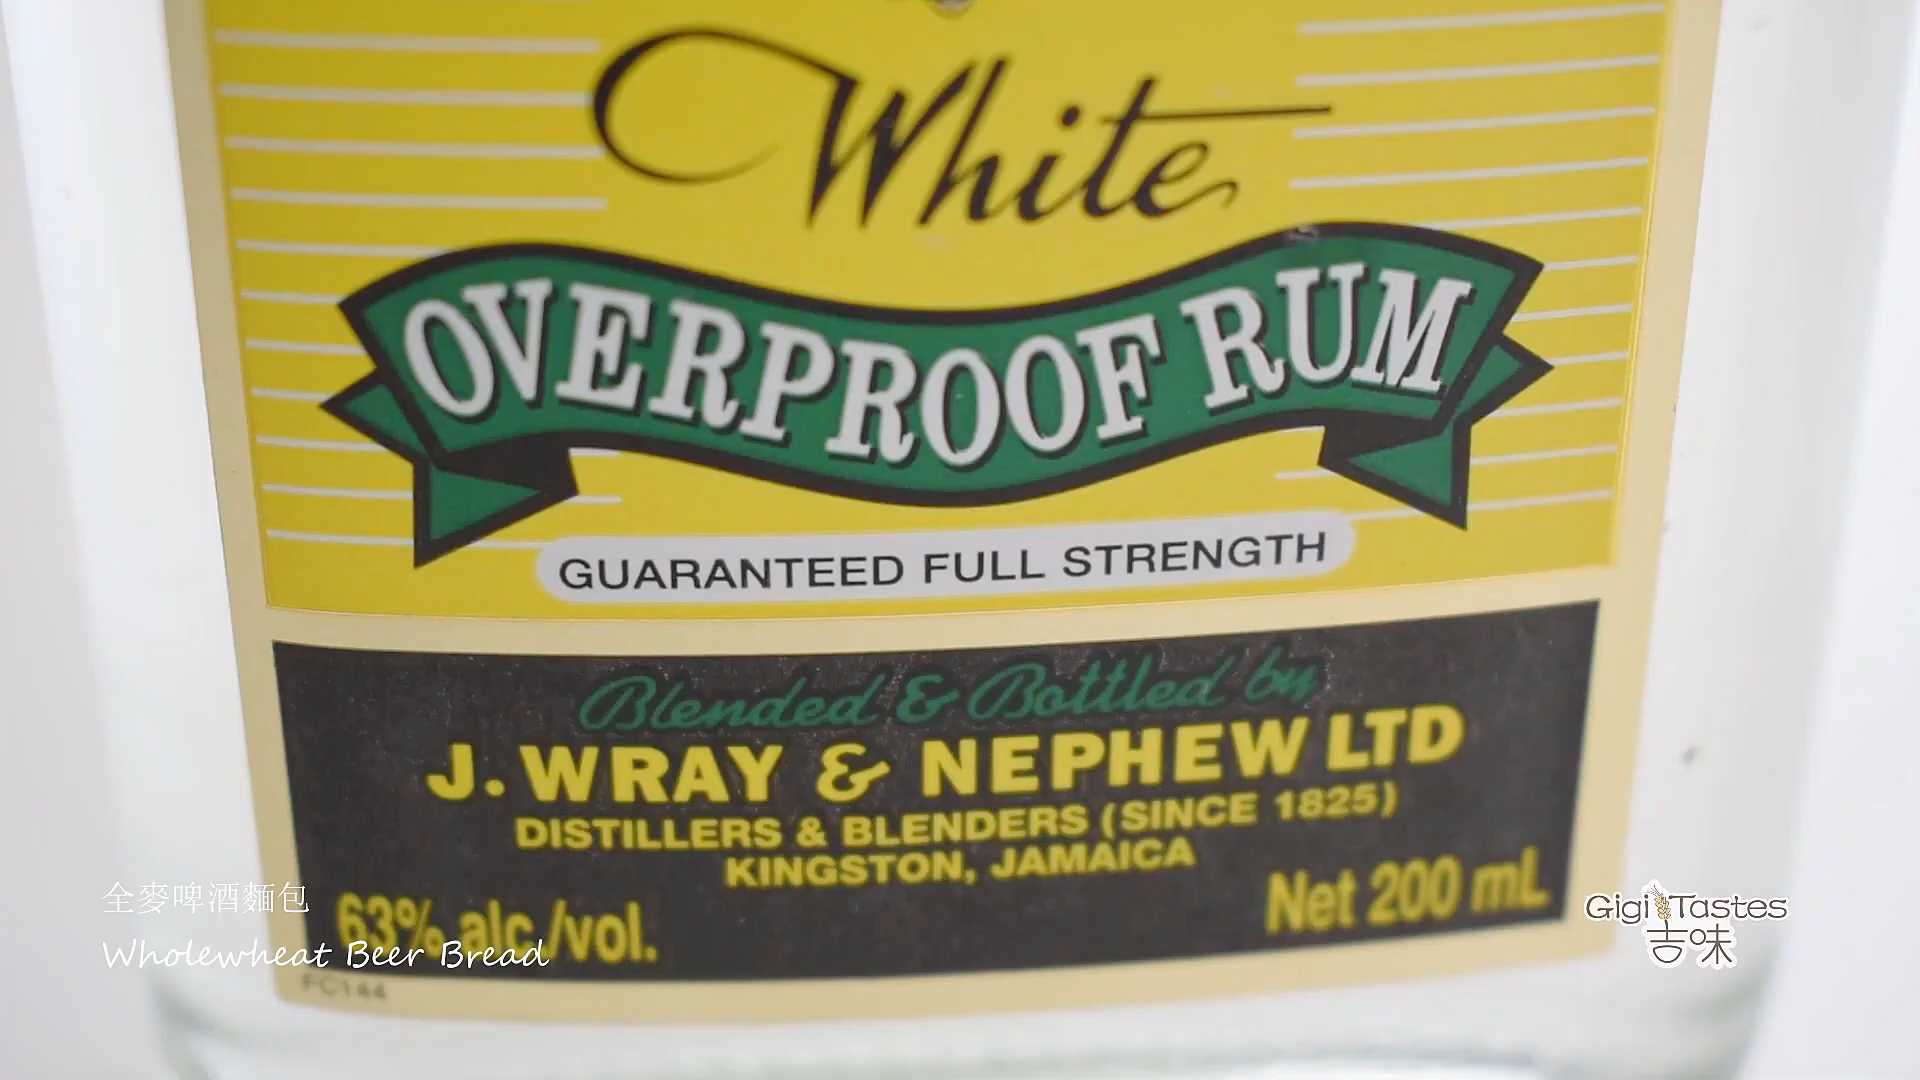 White
OVERPROOF RUM
GUARANTEED FULL STRENGTH
Blended & Bottled by
J. WRAY & NEPHEW LTD
DISTILLERS & BLENDERS (SINCE 1825)
KINGSTON, JAMAICA
63% alc./vol.
Net 200 mL
FC144
全麥啤酒麵包
Wholewheat Beer Bread
Gigi Tastes
吉味